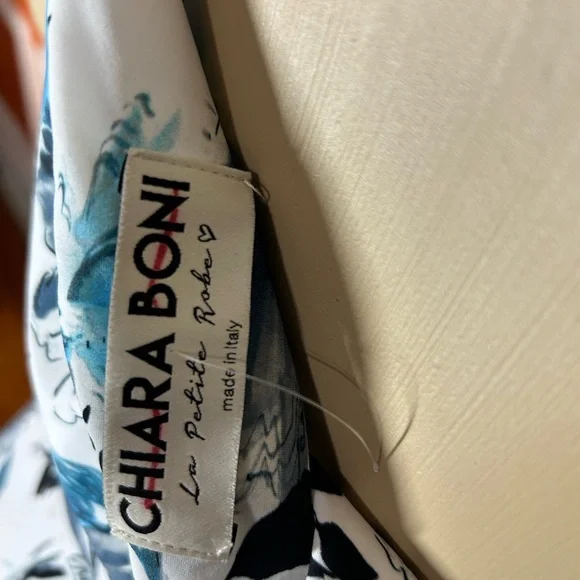 CHIARA BONI
La Petite Robe ♡
made in Italy